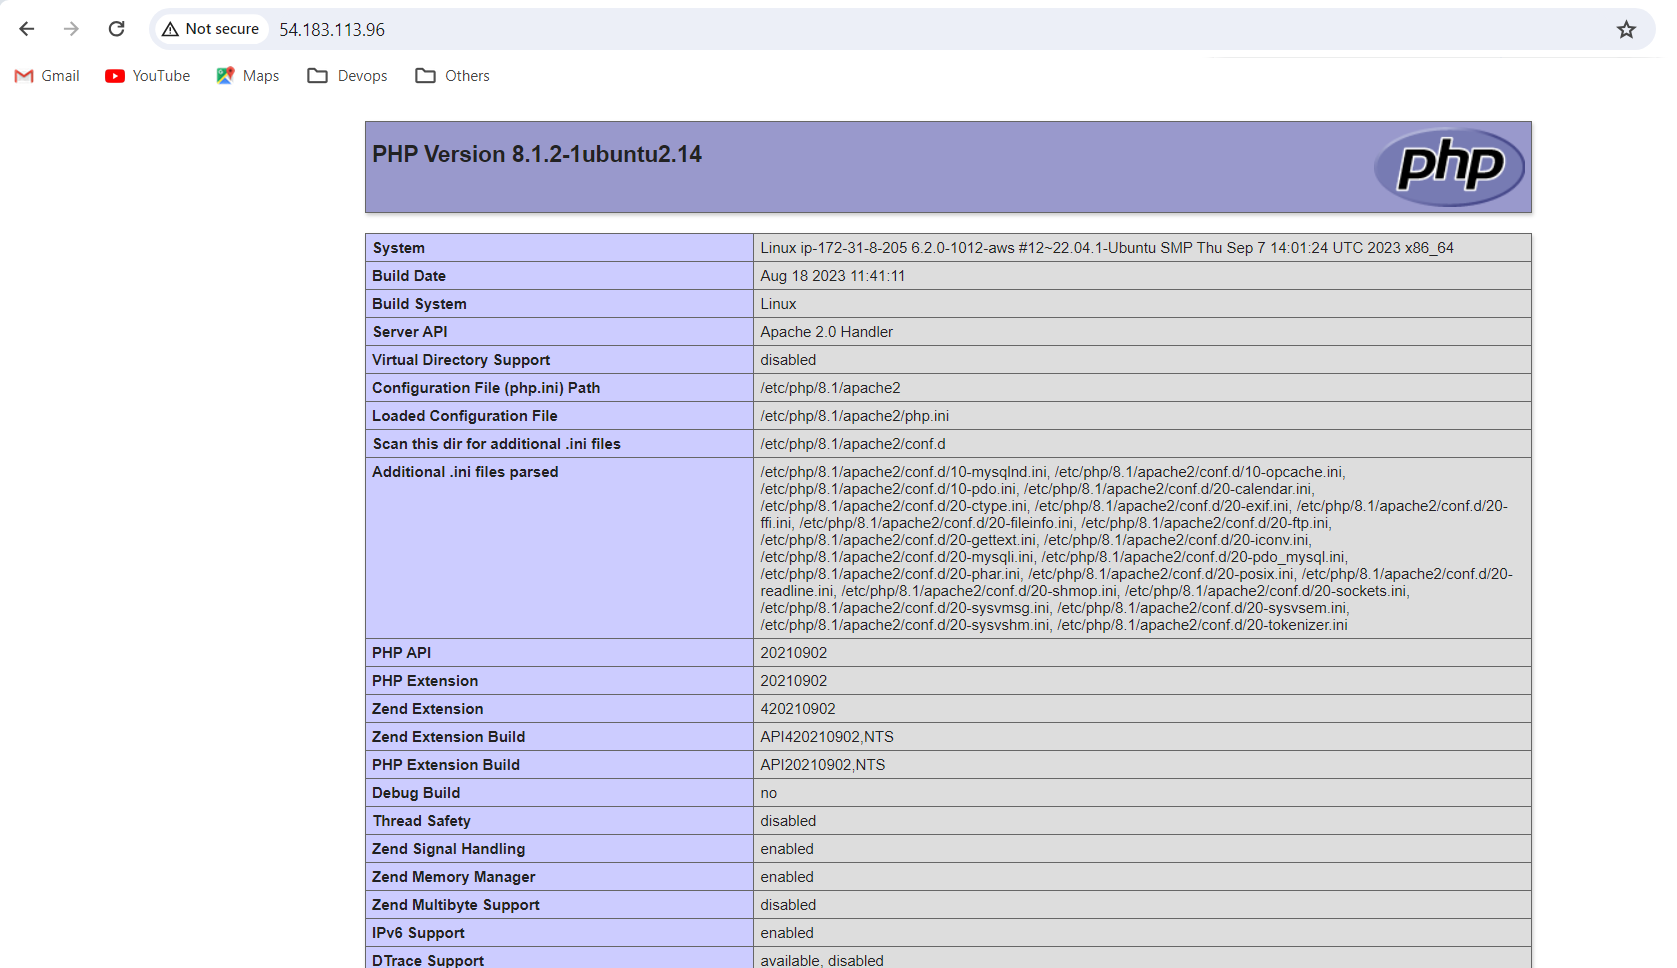 Not secure 54.183.113.96
Gmail YouTube Maps Devops Others
PHP Version 8.1.2-1ubuntu2.14
php
System Linux ip-172-31-8-205 6.2.0-1012-aws #12~22.04.1-Ubuntu SMP Thu Sep 7 14:01:24 UTC 2023 x86_64
Build Date Aug 18 2023 11:41:11
Build System Linux
Server API Apache 2.0 Handler
Virtual Directory Support disabled
Configuration File (php.ini) Path /etc/php/8.1/apache2
Loaded Configuration File /etc/php/8.1/apache2/php.ini
Scan this dir for additional .ini files /etc/php/8.1/apache2/conf.d
Additional .ini files parsed /etc/php/8.1/apache2/conf.d/10-mysqlnd.ini, /etc/php/8.1/apache2/conf.d/10-opcache.ini,
/etc/php/8.1/apache2/conf.d/10-pdo.ini, /etc/php/8.1/apache2/conf.d/20-calendar.ini,
/etc/php/8.1/apache2/conf.d/20-ctype.ini, /etc/php/8.1/apache2/conf.d/20-exif.ini, /etc/php/8.1/apache2/conf.d/20-
ffi.ini, /etc/php/8.1/apache2/conf.d/20-fileinfo.ini, /etc/php/8.1/apache2/conf.d/20-ftp.ini,
/etc/php/8.1/apache2/conf.d/20-gettext.ini, /etc/php/8.1/apache2/conf.d/20-iconv.ini,
/etc/php/8.1/apache2/conf.d/20-mysqli.ini, /etc/php/8.1/apache2/conf.d/20-pdo_mysql.ini,
/etc/php/8.1/apache2/conf.d/20-phar.ini, /etc/php/8.1/apache2/conf.d/20-posix.ini, /etc/php/8.1/apache2/conf.d/20-
readline.ini, /etc/php/8.1/apache2/conf.d/20-shmop.ini, /etc/php/8.1/apache2/conf.d/20-sockets.ini,
/etc/php/8.1/apache2/conf.d/20-sysvmsg.ini, /etc/php/8.1/apache2/conf.d/20-sysvsem.ini,
/etc/php/8.1/apache2/conf.d/20-sysvshm.ini, /etc/php/8.1/apache2/conf.d/20-tokenizer.ini
PHP API 20210902
PHP Extension 20210902
Zend Extension 420210902
Zend Extension Build API420210902,NTS
PHP Extension Build API20210902,NTS
Debug Build no
Thread Safety disabled
Zend Signal Handling enabled
Zend Memory Manager enabled
Zend Multibyte Support disabled
IPv6 Support enabled
DTrace Support available, disabled